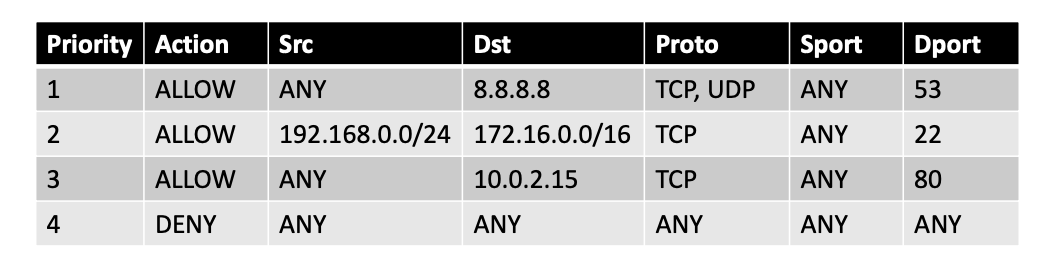 Priority Action Src Dst Proto Sport Dport
1 ALLOW ANY 8.8.8.8 TCP, UDP ANY 53
2 ALLOW 192.168.0.0/24 172.16.0.0/16 TCP ANY 22
3 ALLOW ANY 10.0.2.15 TCP ANY 80
4 DENY ANY ANY ANY ANY ANY